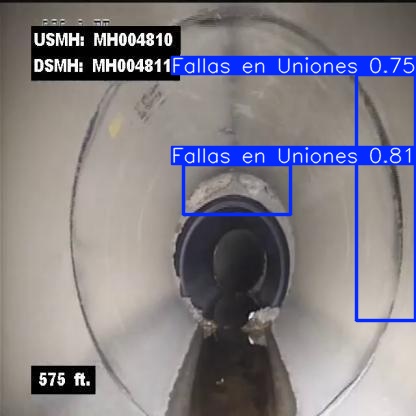 USMH: MH004810
DSMH: MH004811
Fallas en Uniones 0.75
Fallas en Uniones 0.81
575 ft.